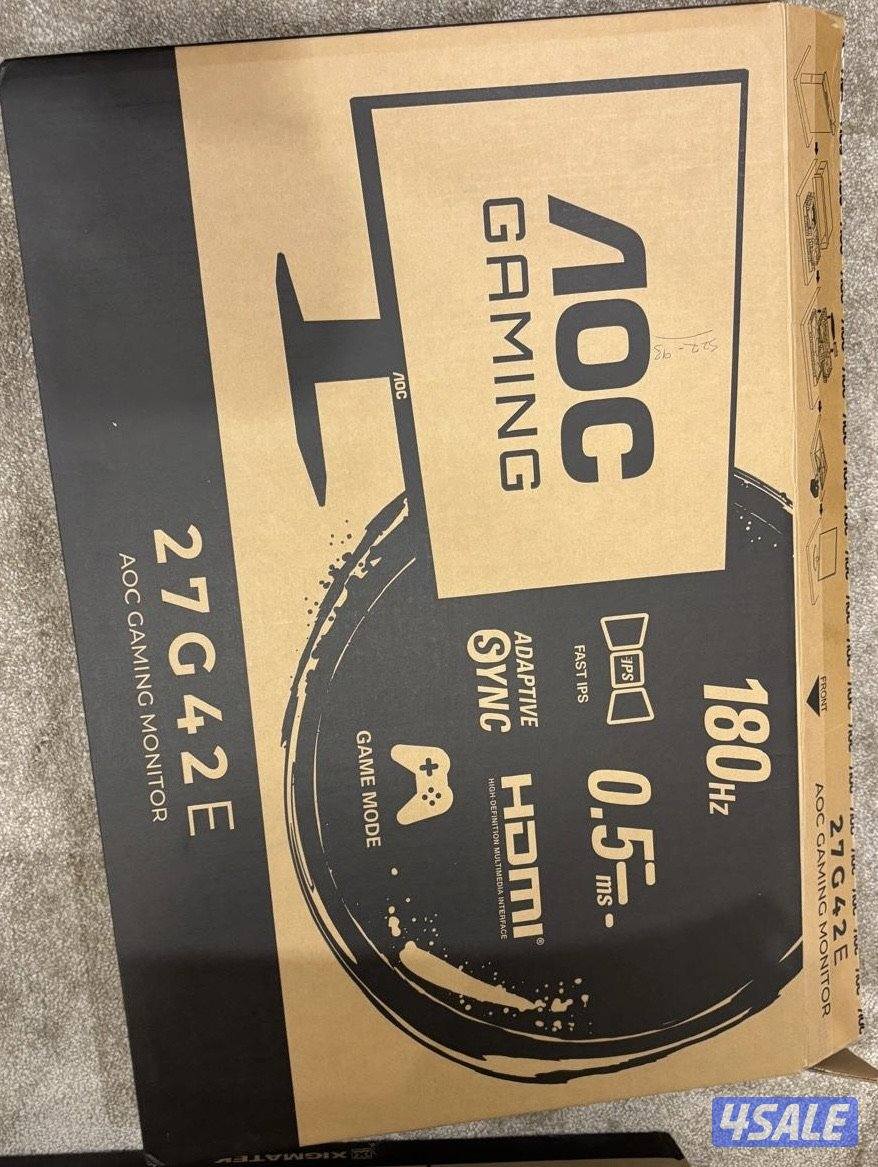 AOC
GAMING
AOC
180Hz
IPS
FAST IPS
0.5ms
ADAPTIVE
SYNC
HDMI®
HIGH-DEFINITION MULTIMEDIA INTERFACE
GAME MODE
27G42E
AOC GAMING MONITOR
FRONT
27G42E
AOC GAMING MONITOR
XIGMATEK
4SALE